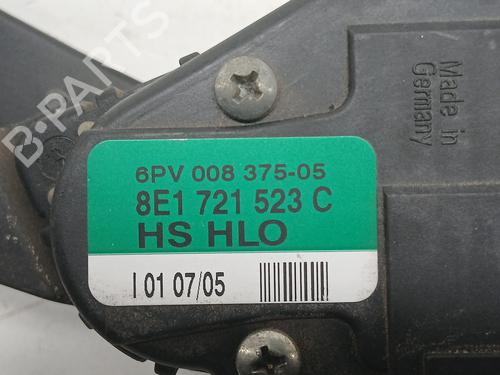 B-PARTS
Made in
Germany
6PV 008 375-05
8E1 721 523 C
HS HLO
I 01 07/05